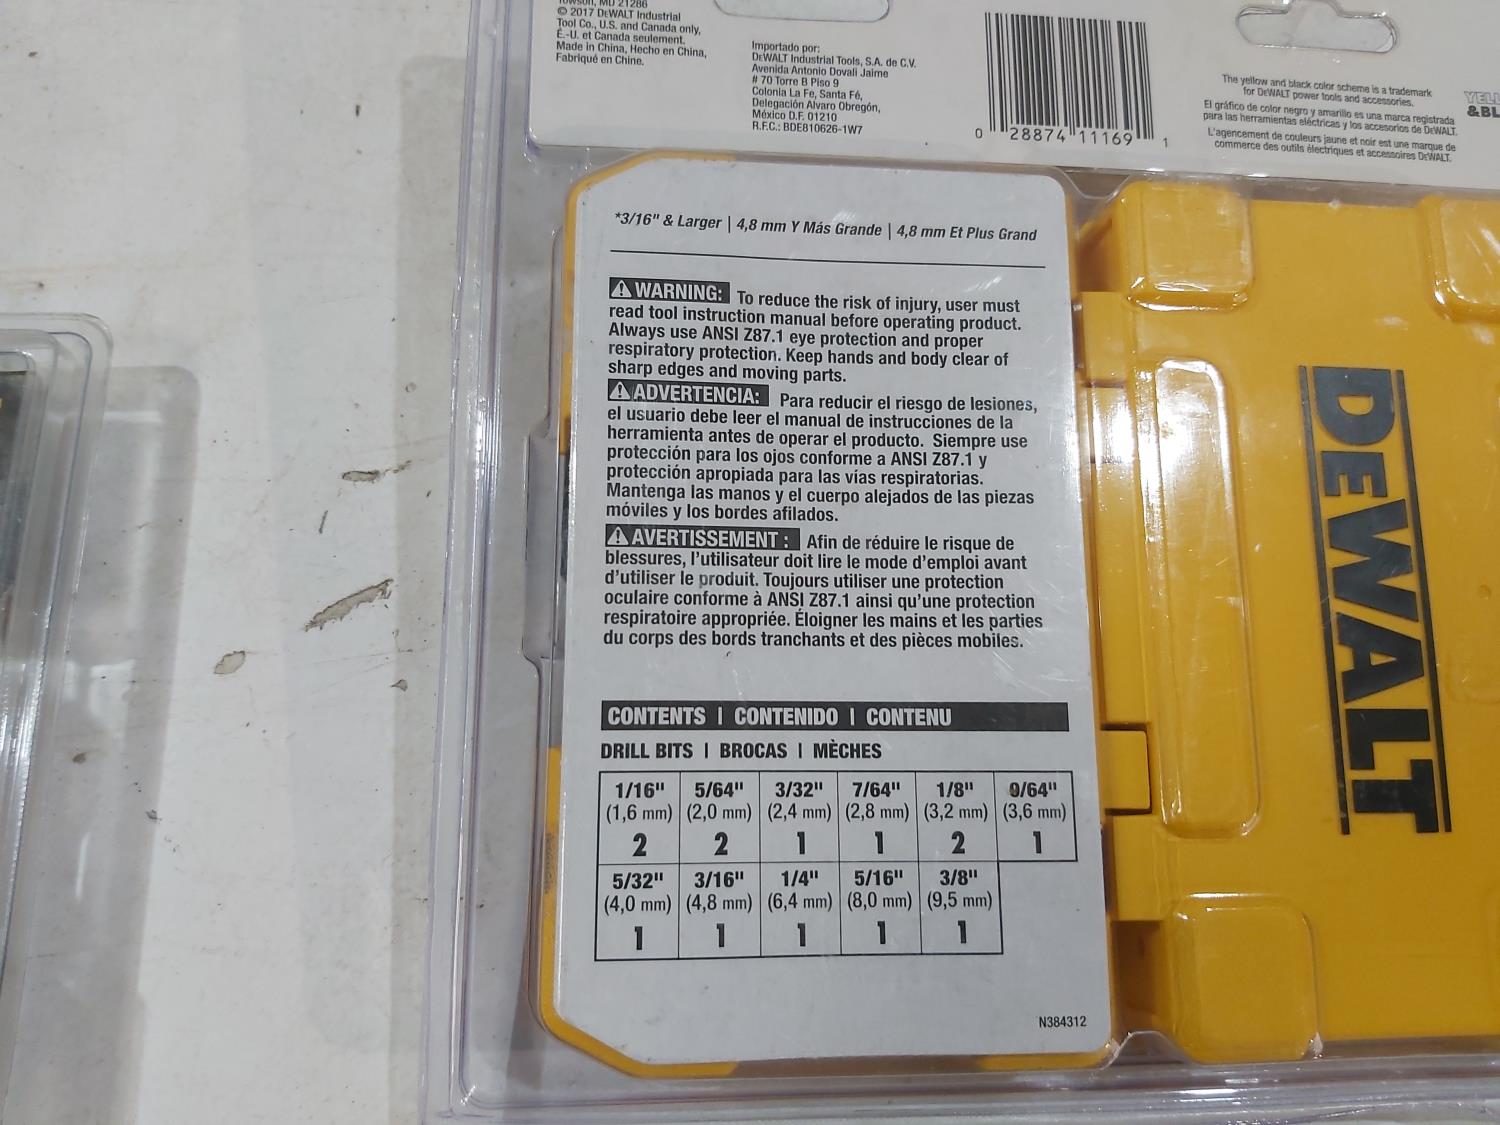 Towson, MD 21286
© 2017 DEWALT Industrial
Tool Co., U.S. and Canada only,
É.-U. et Canada seulement.
Made in China, Hecho en China,
Fabriqué en Chine.
Importado por:
DEWALT Industrial Tools, S.A. de C.V.
Avenida Antonio Dovali Jaime
# 70 Torre B Piso 9
Colonia La Fe, Santa Fé,
Delegación Alvaro Obregón,
México D.F. 01210
R.F.C.: BDE810626-1W7
0 28874 11169 1
The yellow and black color scheme is a trademark
for DEWALT power tools and accessories.
El gráfico de color negro y amarillo es una marca registrada
para las herramientas eléctricas y los accesorios de DEWALT.
L'agencement de couleurs jaune et noir est une marque de
commerce des outils électriques et accessoires DEWALT.
*3/16" & Larger | 4,8 mm Y Más Grande | 4,8 mm Et Plus Grand
WARNING: To reduce the risk of injury, user must
read tool instruction manual before operating product.
Always use ANSI Z87.1 eye protection and proper
respiratory protection. Keep hands and body clear of
sharp edges and moving parts.
ADVERTENCIA: Para reducir el riesgo de lesiones,
el usuario debe leer el manual de instrucciones de la
herramienta antes de operar el producto. Siempre use
protección para los ojos conforme a ANSI Z87.1 y
protección apropiada para las vías respiratorias.
Mantenga las manos y el cuerpo alejados de las piezas
móviles y los bordes afilados.
AVERTISSEMENT : Afin de réduire le risque de
blessures, l'utilisateur doit lire le mode d'emploi avant
d'utiliser le produit. Toujours utiliser une protection
oculaire conforme à ANSI Z87.1 ainsi qu'une protection
respiratoire appropriée. Éloigner les mains et les parties
du corps des bords tranchants et des pièces mobiles.
CONTENTS | CONTENIDO | CONTENU
DRILL BITS | BROCAS | MÈCHES
1/16" 5/64" 3/32" 7/64" 1/8" 9/64"
(1,6 mm) (2,0 mm) (2,4 mm) (2,8 mm) (3,2 mm) (3,6 mm)
2 2 1 1 2 1
5/32" 3/16" 1/4" 5/16" 3/8"
(4,0 mm) (4,8 mm) (6,4 mm) (8,0 mm) (9,5 mm)
1 1 1 1 1
N384312
DEWALT